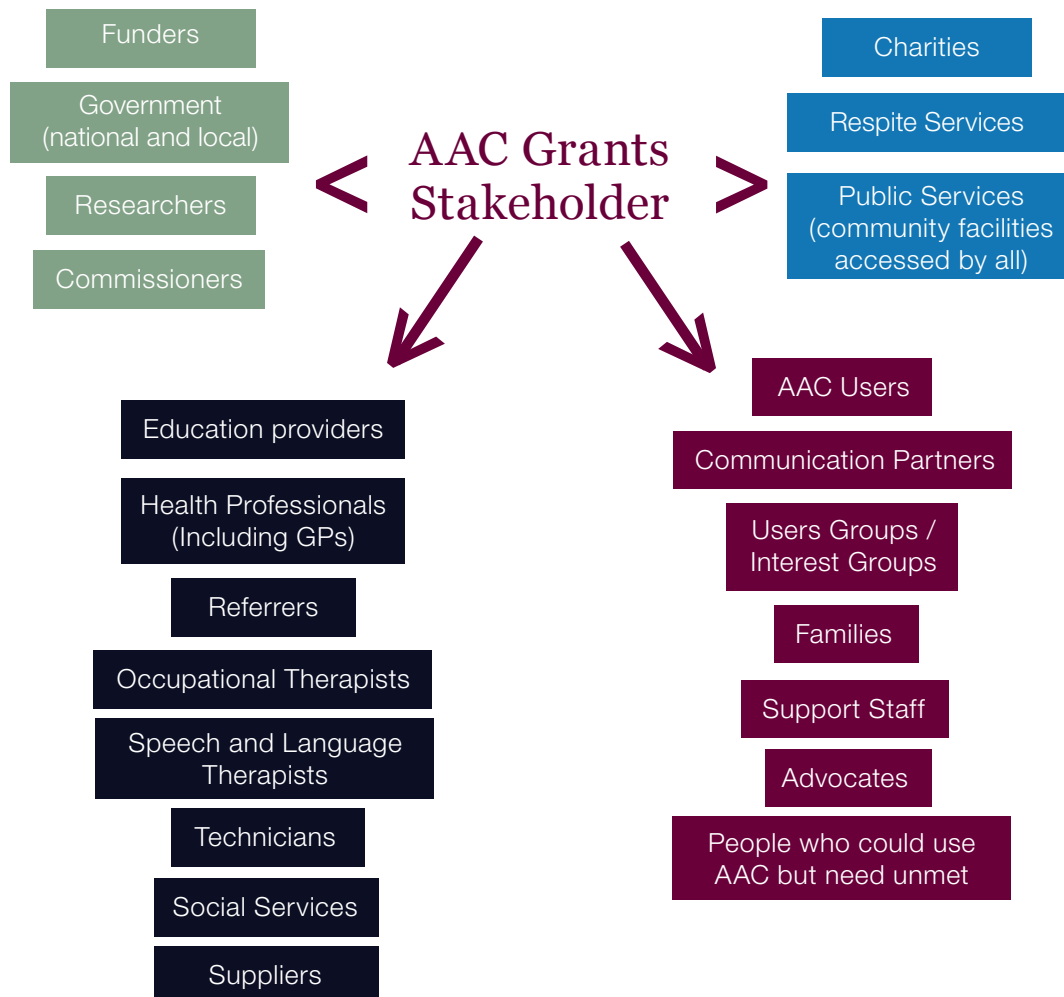 Funders
Government
(national and local)
Researchers
Commissioners
AAC Grants
Stakeholder
<
>
Charities
Respite Services
Public Services
(community facilities
accessed by all)
Education providers
Health Professionals
(Including GPs)
Referrers
Occupational Therapists
Speech and Language
Therapists
Technicians
Social Services
Suppliers
AAC Users
Communication Partners
Users Groups /
Interest Groups
Families
Support Staff
Advocates
People who could use
AAC but need unmet